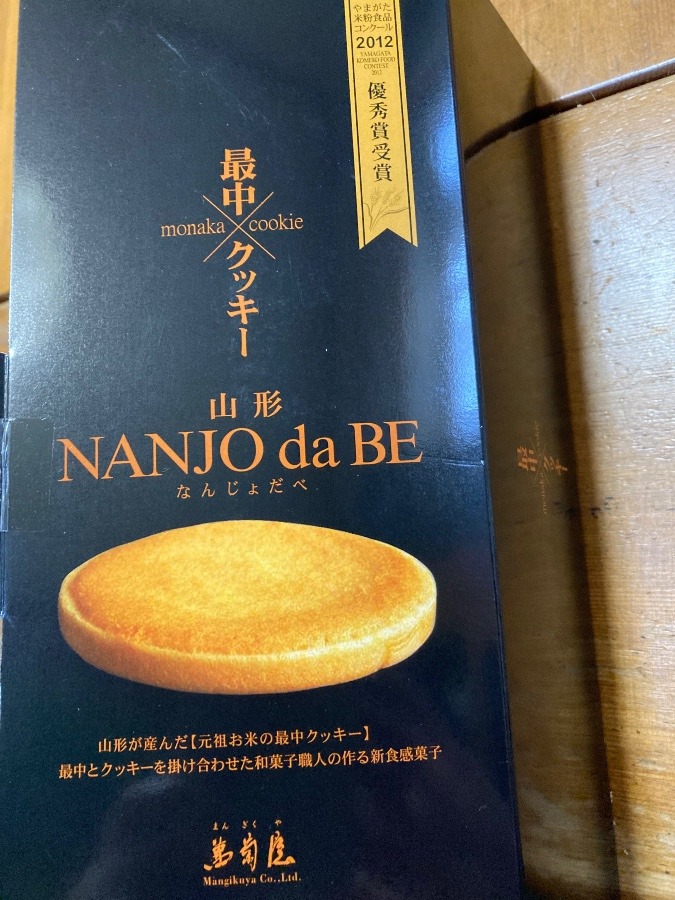 やまがた
米粉食品
コンクール
2012
YAMAGATA
KOMEKO FOOD
CONTEST
2012
優秀賞受賞
最中
monaka cookie
クッキー
山形
NANJO da BE
なんじょだべ
山形が産んだ【元祖お米の最中クッキー】
最中とクッキーを掛け合わせた和菓子職人の作る新食感菓子
まん ぎく や
萬菊屋
Mangikuya Co.,Ltd.